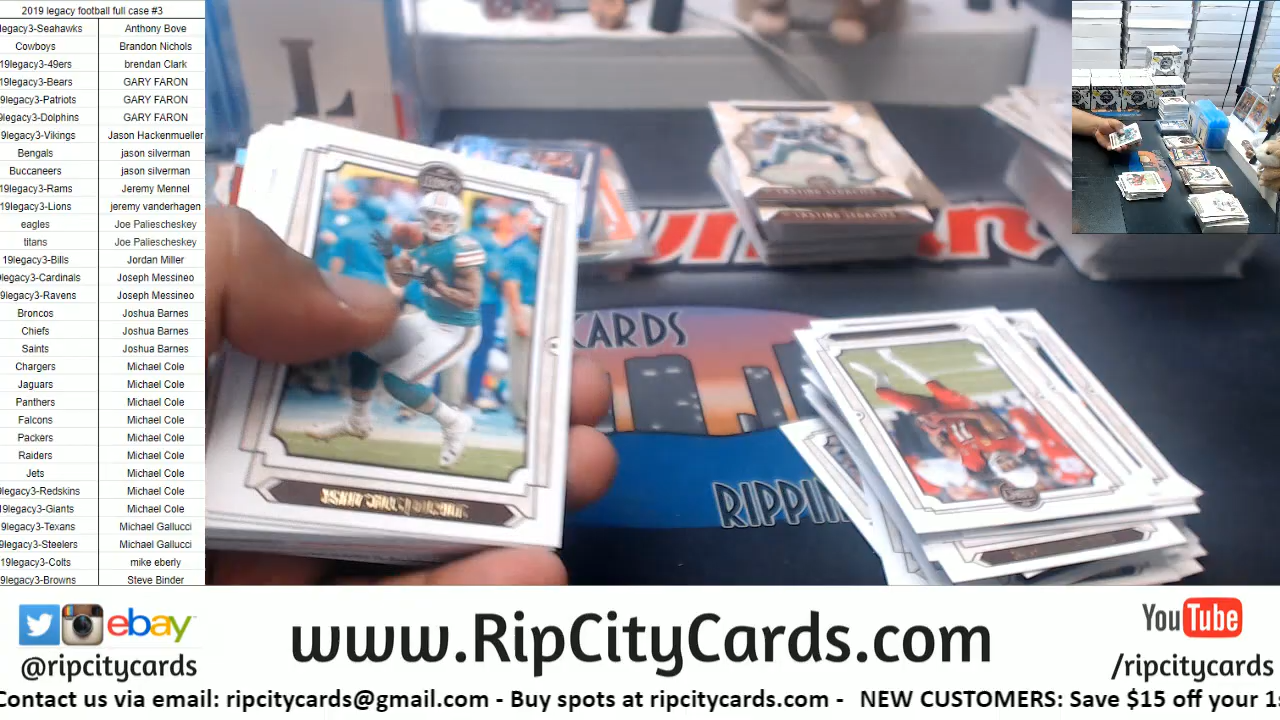 2019 legacy football full case #3
legacy3-Seahawks Anthony Bove
Cowboys Brandon Nichols
19legacy3-49ers brendan Clark
19legacy3-Bears GARY FARON
19legacy3-Patriots GARY FARON
9legacy3-Dolphins GARY FARON
9legacy3-Vikings Jason Hackenmueller
Bengals jason silverman
Buccaneers jason silverman
19legacy3-Rams Jeremy Mennel
19legacy3-Lions jeremy vanderhagen
eagles Joe Paliescheskey
titans Joe Paliescheskey
19legacy3-Bills Jordan Miller
9legacy3-Cardinals Joseph Messineo
9legacy3-Ravens Joseph Messineo
Broncos Joshua Barnes
Chiefs Joshua Barnes
Saints Joshua Barnes
Chargers Michael Cole
Jaguars Michael Cole
Panthers Michael Cole
Falcons Michael Cole
Packers Michael Cole
Raiders Michael Cole
Jets Michael Cole
9legacy3-Redskins Michael Cole
9legacy3-Giants Michael Cole
9legacy3-Texans Michael Gallucci
9legacy3-Steelers Michael Gallucci
19legacy3-Colts mike eberly
9legacy3-Browns Steve Binder
LASTING LEGACIES
LASTING LEGACIES
CARDS
RIPPIN
ebay
@ripcitycards
www.RipCityCards.com
YouTube
/ripcitycards
Contact us via email: ripcitycards@gmail.com - Buy spots at ripcitycards.com - NEW CUSTOMERS: Save $15 off your 1s